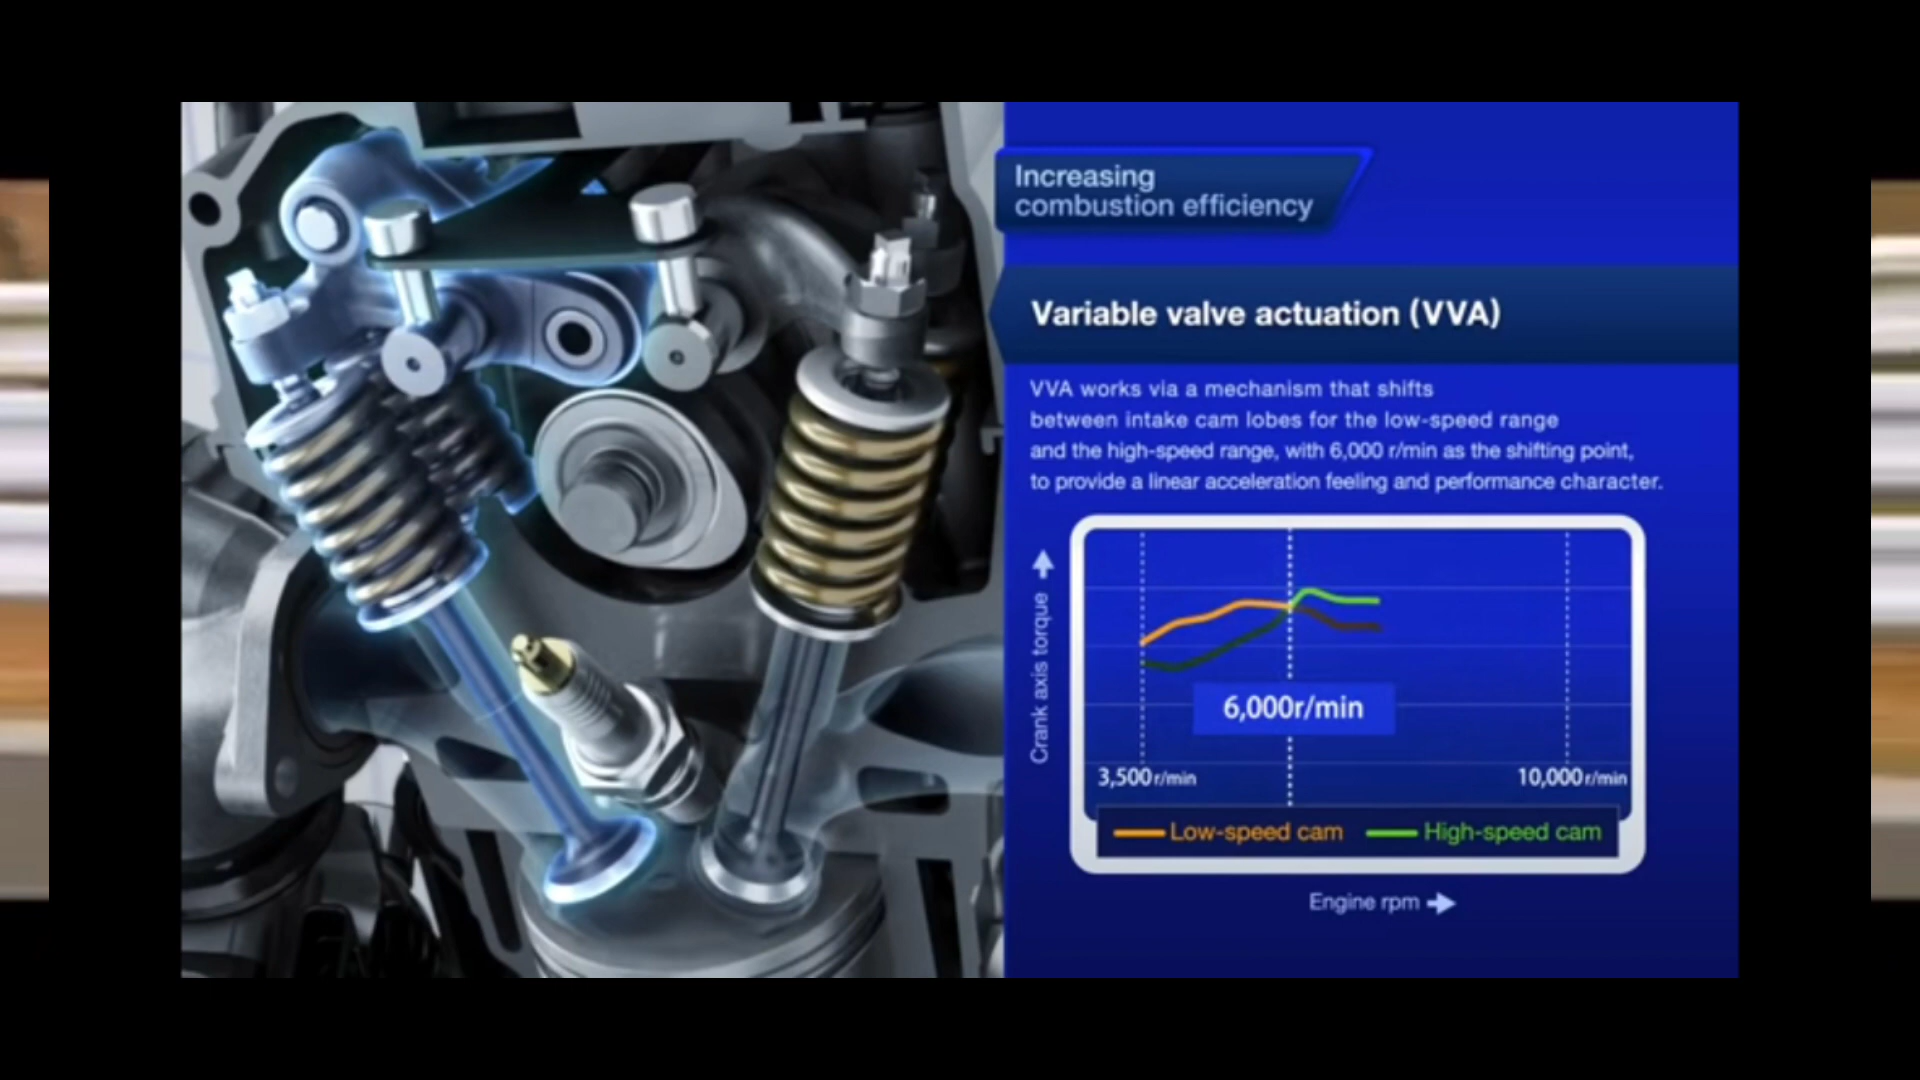 Increasing
combustion efficiency
Variable valve actuation (VVA)
VVA works via a mechanism that shifts
between intake cam lobes for the low-speed range
and the high-speed range, with 6,000 r/min as the shifting point,
to provide a linear acceleration feeling and performance character.
Crank axis torque
6,000r/min
3,500r/min
10,000r/min
Low-speed cam
High-speed cam
Engine rpm